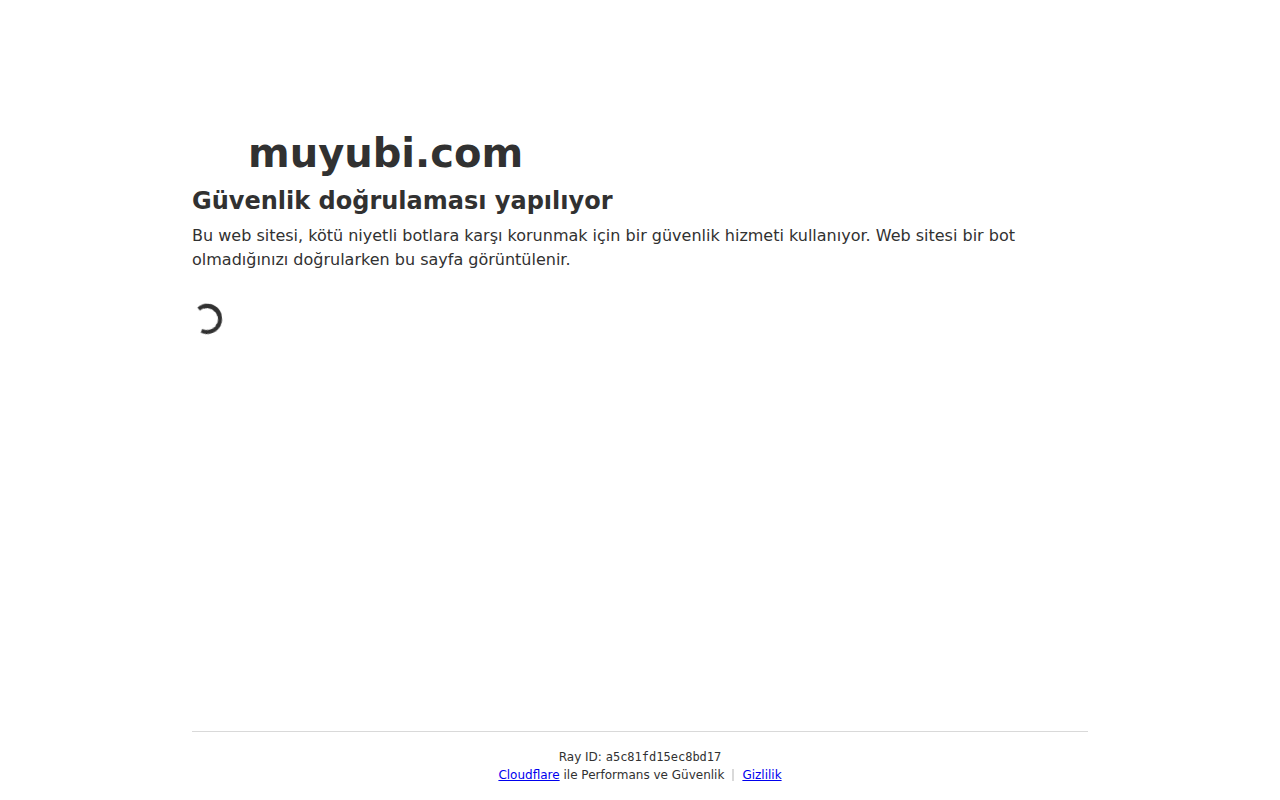 muyubi.com
Güvenlik doğrulaması yapılıyor
Bu web sitesi, kötü niyetli botlara karşı korunmak için bir güvenlik hizmeti kullanıyor. Web sitesi bir bot
olmadığınızı doğrularken bu sayfa görüntülenir.
Ray ID: a5c81fd15ec8bd17
Cloudflare ile Performans ve Güvenlik | Gizlilik